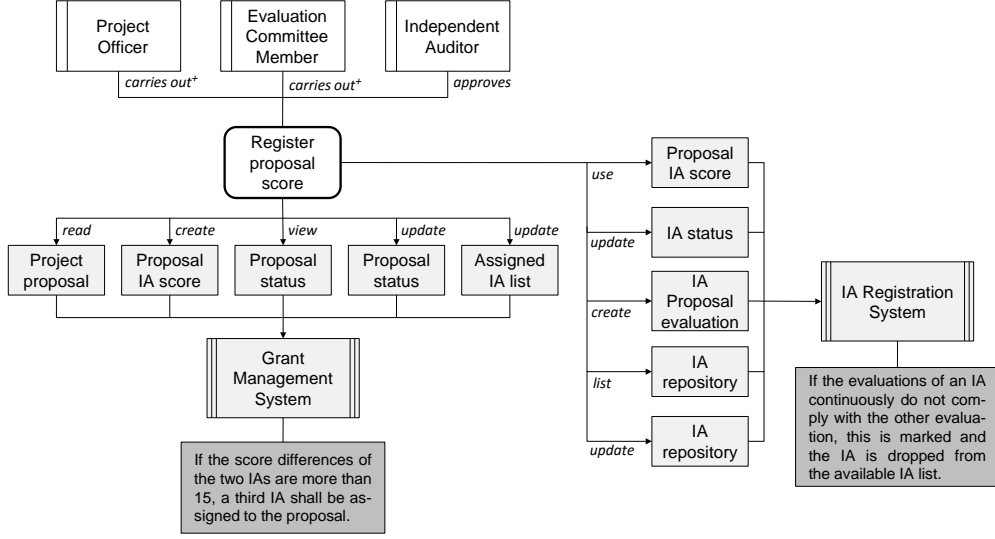 Project
Officer
Evaluation
Committee
Member
Independent
Auditor
carries out+
carries out+
approves
Register
proposal
score
read
create
view
update
update
Project
proposal
Proposal
IA score
Proposal
status
Proposal
status
Assigned
IA list
Grant
Management
System
If the score differences of
the two IAs are more than
15, a third IA shall be as-
signed to the proposal.
use
Proposal
IA score
update
IA status
create
IA
Proposal
evaluation
list
IA
repository
update
IA
repository
IA Registration
System
If the evaluations of an IA
continuously do not com-
ply with the other evalua-
tion, this is marked and
the IA is dropped from
the available IA list.